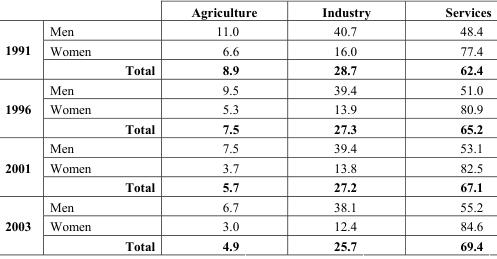 Agriculture Industry Services
1991 Men 11.0 40.7 48.4
Women 6.6 16.0 77.4
Total 8.9 28.7 62.4
1996 Men 9.5 39.4 51.0
Women 5.3 13.9 80.9
Total 7.5 27.3 65.2
2001 Men 7.5 39.4 53.1
Women 3.7 13.8 82.5
Total 5.7 27.2 67.1
2003 Men 6.7 38.1 55.2
Women 3.0 12.4 84.6
Total 4.9 25.7 69.4